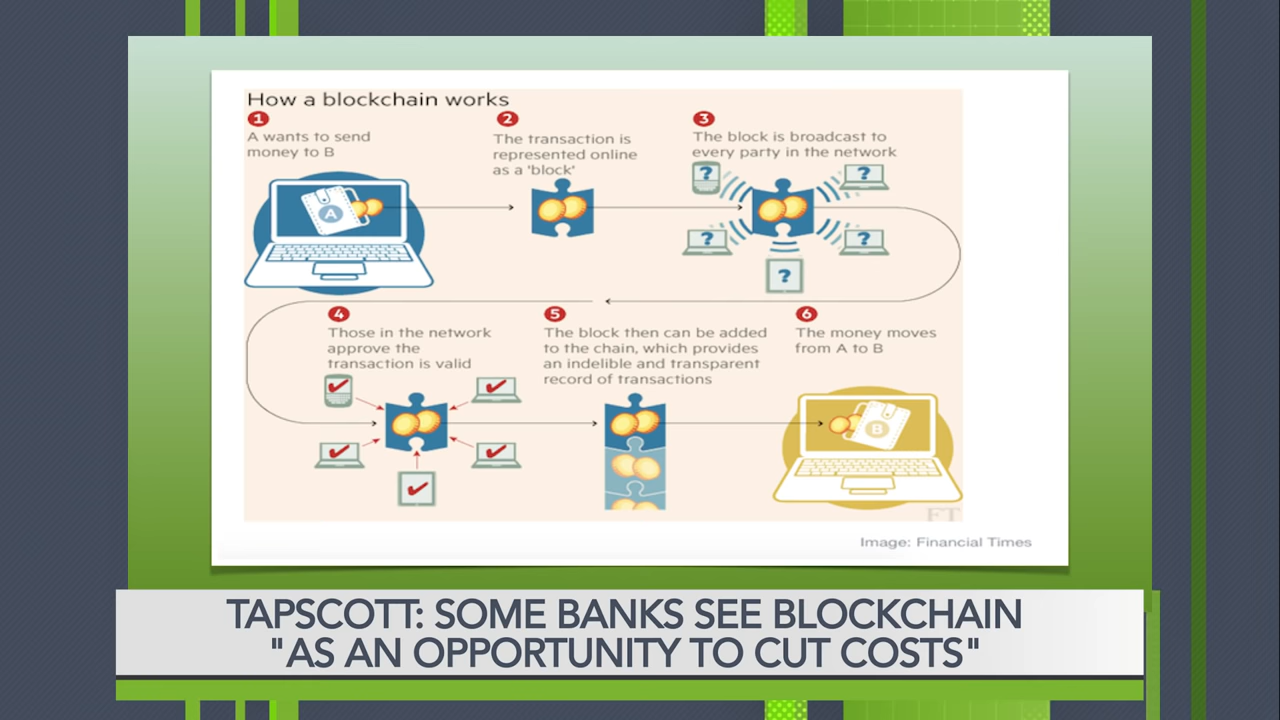 How a blockchain works
1
A wants to send
money to B
2
The transaction is
represented online
as a 'block'
3
The block is broadcast to
every party in the network
A
?
?
?
?
?
4
Those in the network
approve the
transaction is valid
5
The block then can be added
to the chain, which provides
an indelible and transparent
record of transactions
6
The money moves
from A to B
B
FT
Image: Financial Times
TAPSCOTT: SOME BANKS SEE BLOCKCHAIN
"AS AN OPPORTUNITY TO CUT COSTS"